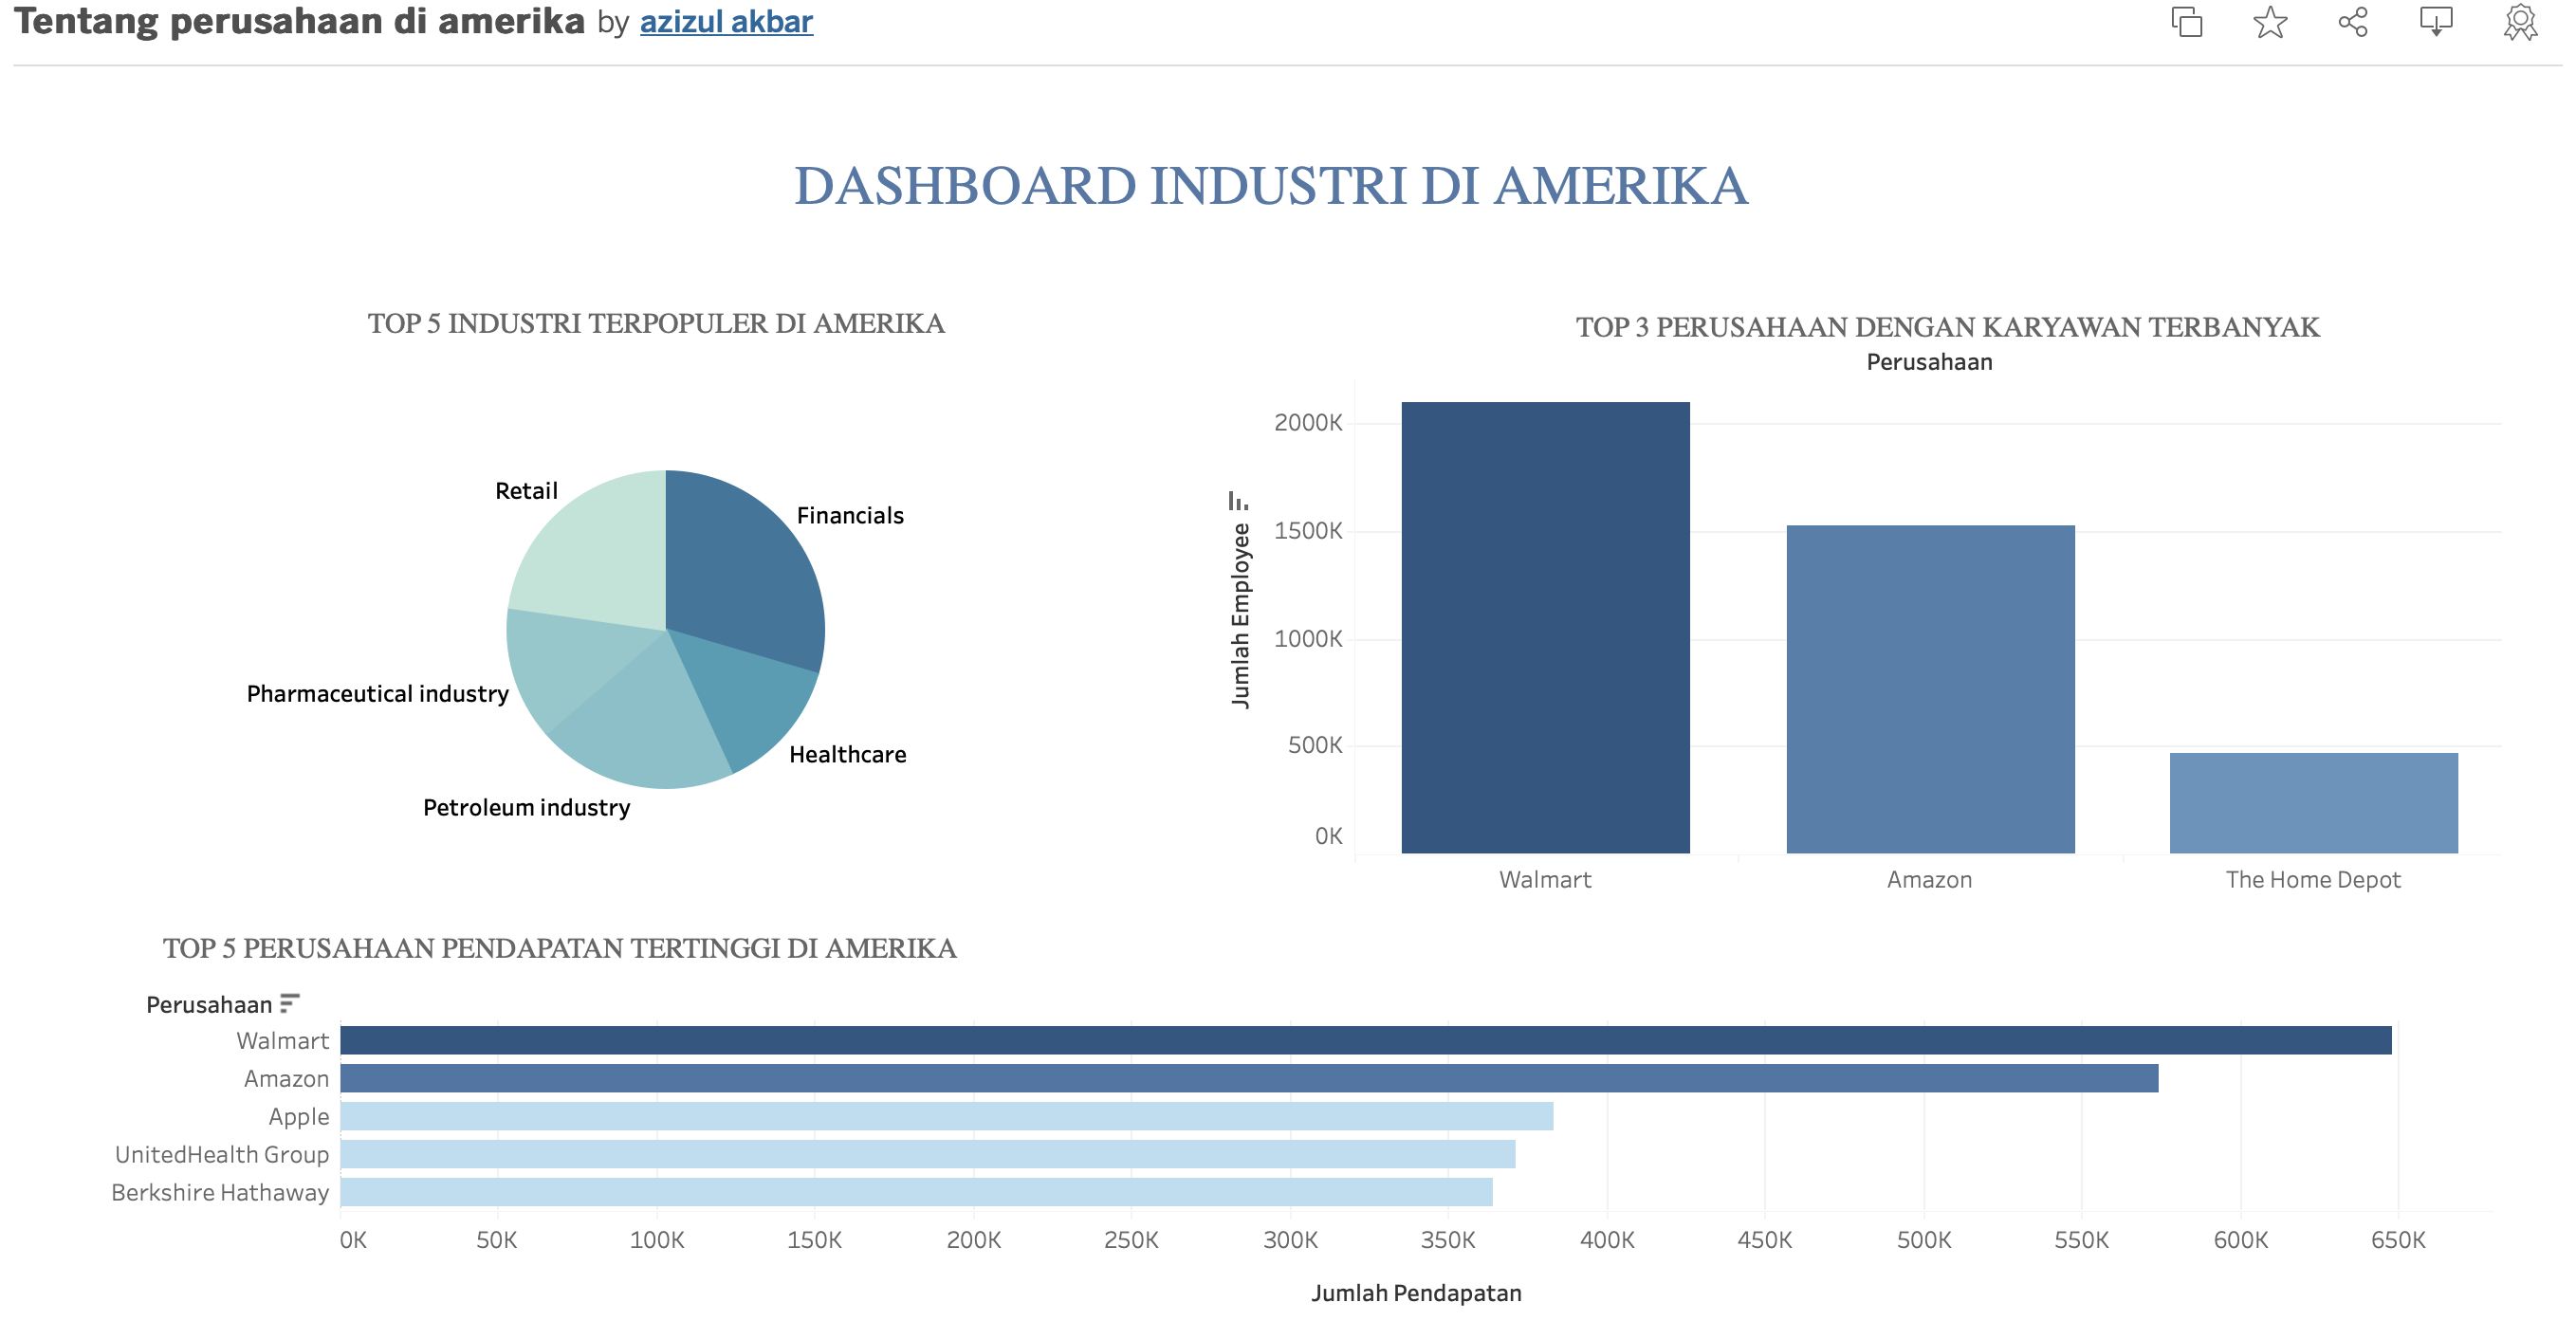 Tentang perusahaan di amerika by azizul akbar
DASHBOARD INDUSTRI DI AMERIKA
TOP 5 INDUSTRI TERPOPULER DI AMERIKA
Retail
Financials
Pharmaceutical industry
Healthcare
Petroleum industry
TOP 3 PERUSAHAAN DENGAN KARYAWAN TERBANYAK
Perusahaan
Jumlah Employee
2000K
1500K
1000K
500K
0K
Walmart Amazon The Home Depot
TOP 5 PERUSAHAAN PENDAPATAN TERTINGGI DI AMERIKA
Perusahaan
Walmart
Amazon
Apple
UnitedHealth Group
Berkshire Hathaway
0K 50K 100K 150K 200K 250K 300K 350K 400K 450K 500K 550K 600K 650K
Jumlah Pendapatan